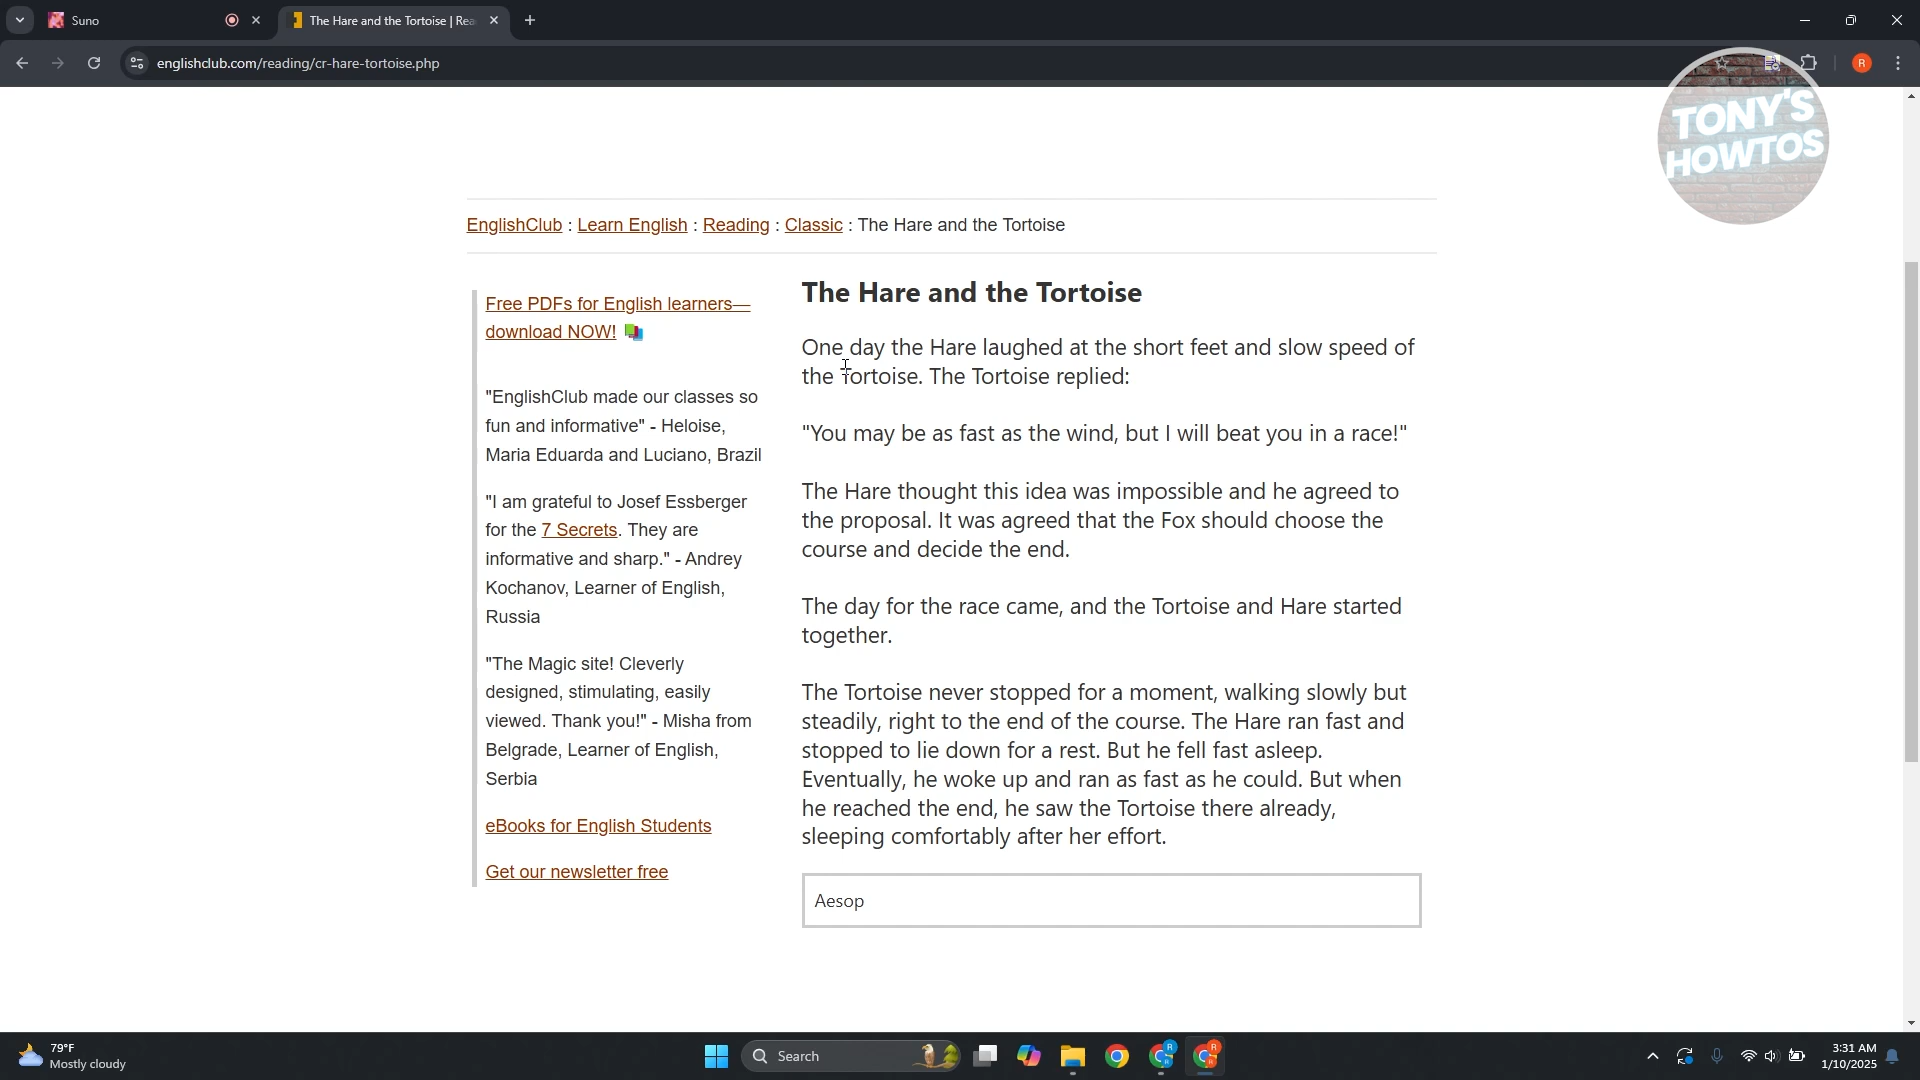 Suno
The Hare and the Tortoise | Rea
englishclub.com/reading/cr-hare-tortoise.php
R
TONY'S
HOWTOS
EnglishClub : Learn English : Reading : Classic : The Hare and the Tortoise
Free PDFs for English learners—
download NOW!
"EnglishClub made our classes so
fun and informative" - Heloise,
Maria Eduarda and Luciano, Brazil
"I am grateful to Josef Essberger
for the 7 Secrets. They are
informative and sharp." - Andrey
Kochanov, Learner of English,
Russia
"The Magic site! Cleverly
designed, stimulating, easily
viewed. Thank you!" - Misha from
Belgrade, Learner of English,
Serbia
eBooks for English Students
Get our newsletter free
The Hare and the Tortoise
One day the Hare laughed at the short feet and slow speed of
the Tortoise. The Tortoise replied:
"You may be as fast as the wind, but I will beat you in a race!"
The Hare thought this idea was impossible and he agreed to
the proposal. It was agreed that the Fox should choose the
course and decide the end.
The day for the race came, and the Tortoise and Hare started
together.
The Tortoise never stopped for a moment, walking slowly but
steadily, right to the end of the course. The Hare ran fast and
stopped to lie down for a rest. But he fell fast asleep.
Eventually, he woke up and ran as fast as he could. But when
he reached the end, he saw the Tortoise there already,
sleeping comfortably after her effort.
Aesop
79°F
Mostly cloudy
Search
R
R
3:31 AM
1/10/2025